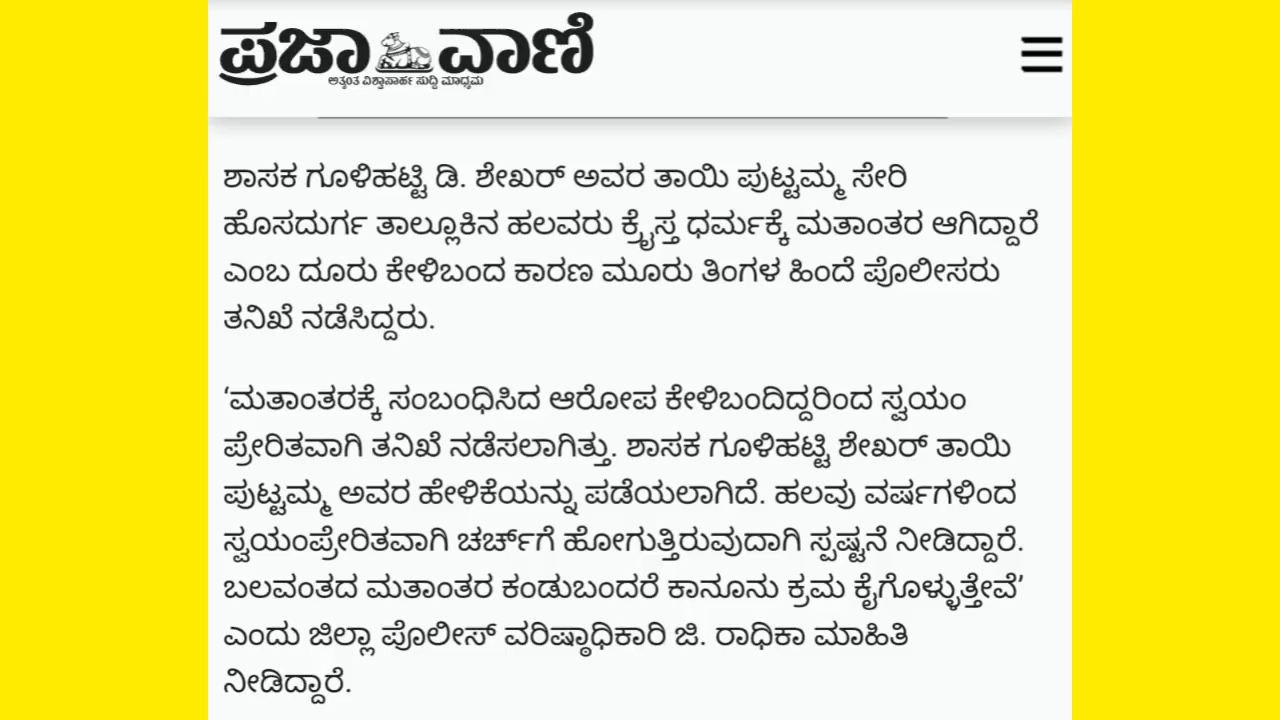 ಪ್ರಜಾವಾಣಿ
ಅತ್ಯಂತ ವಿಶ್ವಾಸಾರ್ಹ ಸುದ್ದಿ ಮಾಧ್ಯಮ
ಶಾಸಕ ಗೂಳಿಹಟ್ಟಿ ಡಿ. ಶೇಖರ್ ಅವರ ತಾಯಿ ಪುಟ್ಟಮ್ಮ ಸೇರಿ
ಹೊಸದುರ್ಗ ತಾಲ್ಲೂಕಿನ ಹಲವರು ಕ್ರೈಸ್ತ ಧರ್ಮಕ್ಕೆ ಮತಾಂತರ ಆಗಿದ್ದಾರೆ
ಎಂಬ ದೂರು ಕೇಳಿಬಂದ ಕಾರಣ ಮೂರು ತಿಂಗಳ ಹಿಂದೆ ಪೊಲೀಸರು
ತನಿಖೆ ನಡೆಸಿದ್ದರು.
‘ಮತಾಂತರಕ್ಕೆ ಸಂಬಂಧಿಸಿದ ಆರೋಪ ಕೇಳಿಬಂದಿದ್ದರಿಂದ ಸ್ವಯಂ
ಪ್ರೇರಿತವಾಗಿ ತನಿಖೆ ನಡೆಸಲಾಗಿತ್ತು. ಶಾಸಕ ಗೂಳಿಹಟ್ಟಿ ಶೇಖರ್ ತಾಯಿ
ಪುಟ್ಟಮ್ಮ ಅವರ ಹೇಳಿಕೆಯನ್ನು ಪಡೆಯಲಾಗಿದೆ. ಹಲವು ವರ್ಷಗಳಿಂದ
ಸ್ವಯಂಪ್ರೇರಿತವಾಗಿ ಚರ್ಚ್‌ಗೆ ಹೋಗುತ್ತಿರುವುದಾಗಿ ಸ್ಪಷ್ಟನೆ ನೀಡಿದ್ದಾರೆ.
ಬಲವಂತದ ಮತಾಂತರ ಕಂಡುಬಂದರೆ ಕಾನೂನು ಕ್ರಮ ಕೈಗೊಳ್ಳುತ್ತೇವೆ’
ಎಂದು ಜಿಲ್ಲಾ ಪೊಲೀಸ್ ವರಿಷ್ಠಾಧಿಕಾರಿ ಜಿ. ರಾಧಿಕಾ ಮಾಹಿತಿ
ನೀಡಿದ್ದಾರೆ.